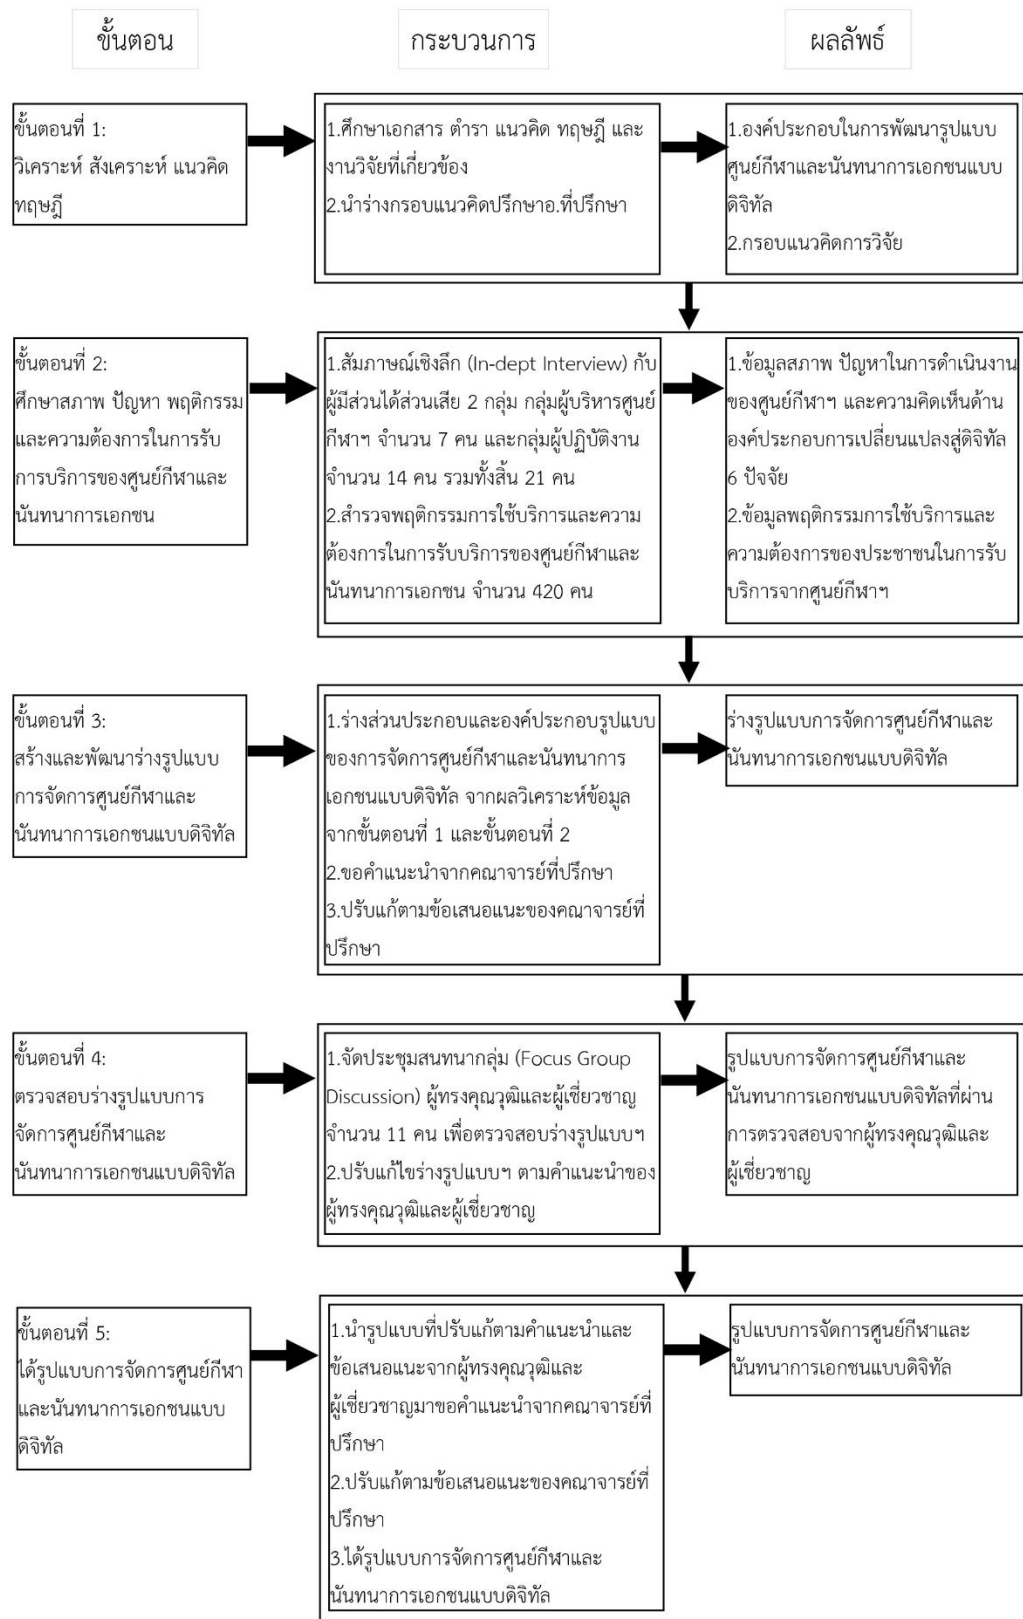 ขั้นตอน
กระบวนการ
ผลลัพธ์
ขั้นตอนที่ 1:
วิเคราะห์ สังเคราะห์ แนวคิด
ทฤษฎี
1.ศึกษาเอกสาร ตำรา แนวคิด ทฤษฎี และ
งานวิจัยที่เกี่ยวข้อง
2.นำร่างกรอบแนวคิดปรึกษาอ.ที่ปรึกษา
1.องค์ประกอบในการพัฒนารูปแบบ
ศูนย์กีฬาและนันทนาการเอกชนแบบ
ดิจิทัล
2.กรอบแนวคิดการวิจัย
ขั้นตอนที่ 2:
ศึกษาสภาพ ปัญหา พฤติกรรม
และความต้องการในการรับ
การบริการของศูนย์กีฬาและ
นันทนาการเอกชน
1.สัมภาษณ์เชิงลึก (In-dept Interview) กับ
ผู้มีส่วนได้ส่วนเสีย 2 กลุ่ม กลุ่มผู้บริหารศูนย์
กีฬาฯ จำนวน 7 คน และกลุ่มผู้ปฏิบัติงาน
จำนวน 14 คน รวมทั้งสิ้น 21 คน
2.สำรวจพฤติกรรมการใช้บริการและความ
ต้องการในการรับบริการของศูนย์กีฬาและ
นันทนาการเอกชน จำนวน 420 คน
1.ข้อมูลสภาพ ปัญหาในการดำเนินงาน
ของศูนย์กีฬาฯ และความคิดเห็นด้าน
องค์ประกอบการเปลี่ยนแปลงสู่ดิจิทัล
6 ปัจจัย
2.ข้อมูลพฤติกรรมการใช้บริการและ
ความต้องการของประชาชนในการรับ
บริการจากศูนย์กีฬาฯ
ขั้นตอนที่ 3:
สร้างและพัฒนาร่างรูปแบบ
การจัดการศูนย์กีฬาและ
นันทนาการเอกชนแบบดิจิทัล
1.ร่างส่วนประกอบและองค์ประกอบรูปแบบ
ของการจัดการศูนย์กีฬาและนันทนาการ
เอกชนแบบดิจิทัล จากผลวิเคราะห์ข้อมูล
จากขั้นตอนที่ 1 และขั้นตอนที่ 2
2.ขอคำแนะนำจากคณาจารย์ที่ปรึกษา
3.ปรับแก้ตามข้อเสนอแนะของคณาจารย์ที่
ปรึกษา
ร่างรูปแบบการจัดการศูนย์กีฬาและ
นันทนาการเอกชนแบบดิจิทัล
ขั้นตอนที่ 4:
ตรวจสอบร่างรูปแบบการ
จัดการศูนย์กีฬาและ
นันทนาการเอกชนแบบดิจิทัล
1.จัดประชุมสนทนากลุ่ม (Focus Group
Discussion) ผู้ทรงคุณวุฒิและผู้เชี่ยวชาญ
จำนวน 11 คน เพื่อตรวจสอบร่างรูปแบบฯ
2.ปรับแก้ไขร่างรูปแบบฯ ตามคำแนะนำของ
ผู้ทรงคุณวุฒิและผู้เชี่ยวชาญ
รูปแบบการจัดการศูนย์กีฬาและ
นันทนาการเอกชนแบบดิจิทัลที่ผ่าน
การตรวจสอบจากผู้ทรงคุณวุฒิและ
ผู้เชี่ยวชาญ
ขั้นตอนที่ 5:
ได้รูปแบบการจัดการศูนย์กีฬา
และนันทนาการเอกชนแบบ
ดิจิทัล
1.นำรูปแบบที่ปรับแก้ตามคำแนะนำและ
ข้อเสนอแนะจากผู้ทรงคุณวุฒิและ
ผู้เชี่ยวชาญมาขอคำแนะนำจากคณาจารย์ที่
ปรึกษา
2.ปรับแก้ตามข้อเสนอแนะของคณาจารย์ที่
ปรึกษา
3.ได้รูปแบบการจัดการศูนย์กีฬาและ
นันทนาการเอกชนแบบดิจิทัล
รูปแบบการจัดการศูนย์กีฬาและ
นันทนาการเอกชนแบบดิจิทัล